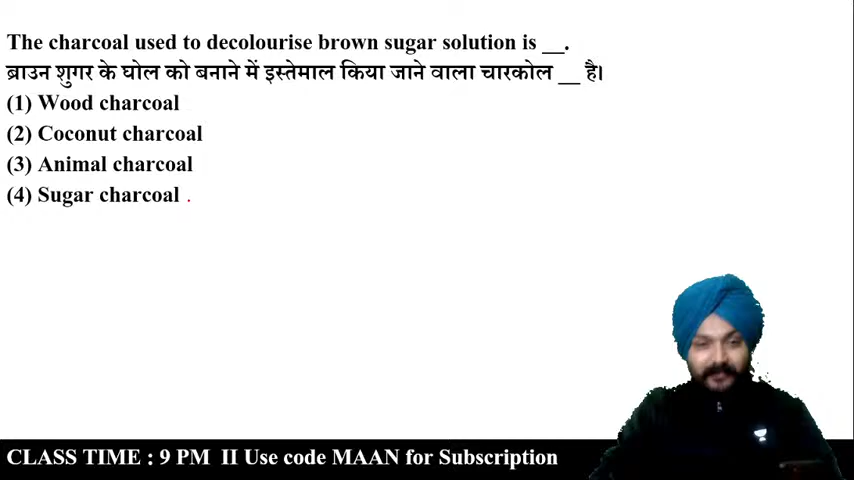 The charcoal used to decolourise brown sugar solution is __.
ब्राउन शुगर के घोल को बनाने में इस्तेमाल किया जाने वाला चारकोल __ है।
(1) Wood charcoal
(2) Coconut charcoal
(3) Animal charcoal
(4) Sugar charcoal .
CLASS TIME : 9 PM II Use code MAAN for Subscription